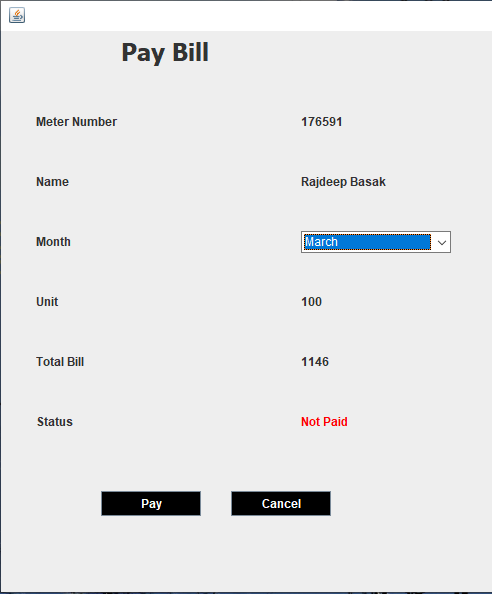 Pay Bill
Meter Number 176591
Name Rajdeep Basak
Month March
Unit 100
Total Bill 1146
Status Not Paid
Pay Cancel